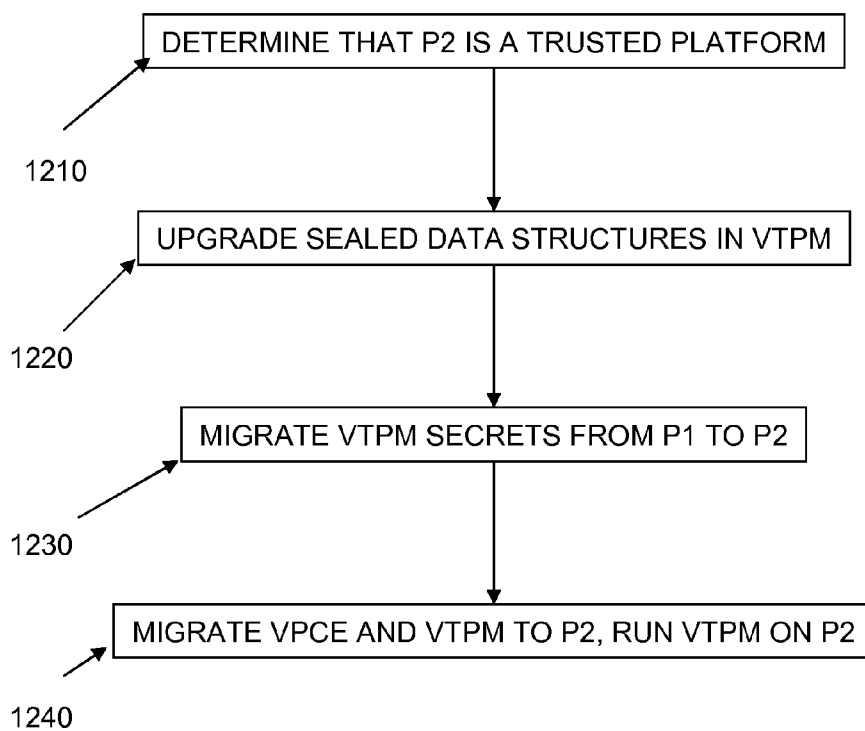 DETERMINE THAT P2 IS A TRUSTED PLATFORM
1210
UPGRADE SEALED DATA STRUCTURES IN VTPM
1220
MIGRATE VTPM SECRETS FROM P1 TO P2
1230
MIGRATE VPCE AND VTPM TO P2, RUN VTPM ON P2
1240